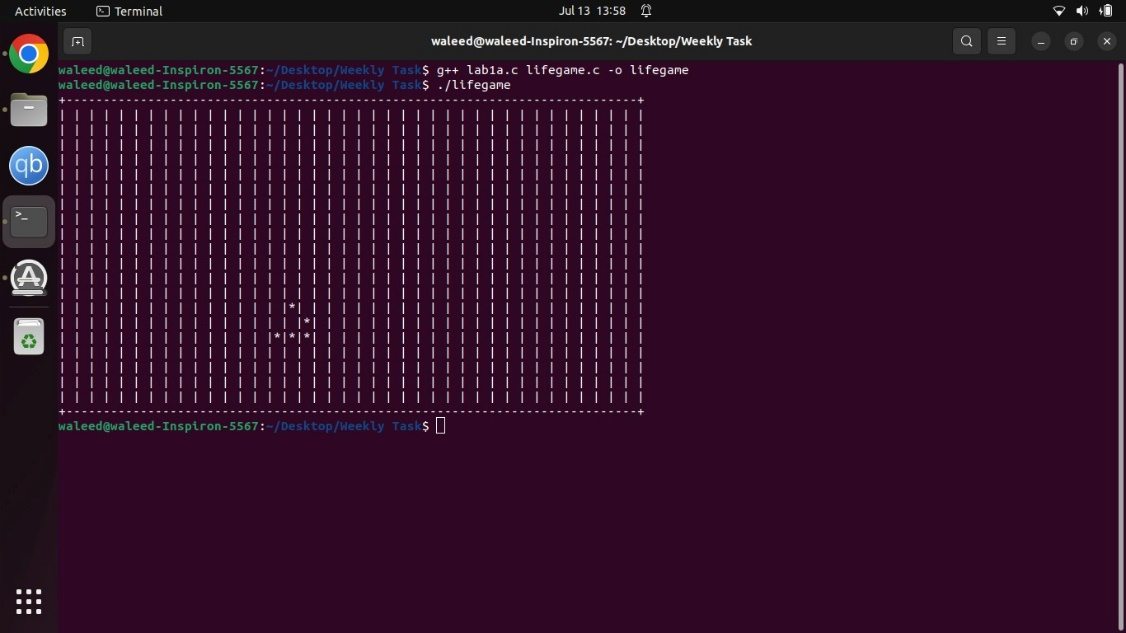 Activities
Terminal
Jul 13 13:58
waleed@waleed-Inspiron-5567: ~/Desktop/Weekly Task
waleed@waleed-Inspiron-5567:~/Desktop/Weekly Task$ g++ lab1a.c lifegame.c -o lifegame
waleed@waleed-Inspiron-5567:~/Desktop/Weekly Task$ ./lifegame
+-----------------------------------------------------------------------------+
| | | | | | | | | | | | | | | | | | | | | | | | | | | | | | | | | | | | | | | |
| | | | | | | | | | | | | | | | | | | | | | | | | | | | | | | | | | | | | | | |
| | | | | | | | | | | | | | | | | | | | | | | | | | | | | | | | | | | | | | | |
| | | | | | | | | | | | | | | | | | | | | | | | | | | | | | | | | | | | | | | |
| | | | | | | | | | | | | | | | | | | | | | | | | | | | | | | | | | | | | | | |
| | | | | | | | | | | | | | | | | | | | | | | | | | | | | | | | | | | | | | | |
| | | | | | | | | | | | | | | | | | | | | | | | | | | | | | | | | | | | | | | |
| | | | | | | | | | | | | | | | | | | | | | | | | | | | | | | | | | | | | | | |
| | | | | | | | | | | | | | | | | | | | | | | | | | | | | | | | | | | | | | | |
| | | | | | | | | | | | | | | | | | | | | | | | | | | | | | | | | | | | | | | |
| | | | | | | | | | | | | | | | | | | | | | | | | | | | | | | | | | | | | | | |
| | | | | | | | | | | | | | | | | | | | | | | | | | | | | | | | | | | | | | | |
| | | | | | | | | | | | | | | | | | | | | | | | | | | | | | | | | | | | | | | |
| | | | | | | | | | | | | | | |*| | | | | | | | | | | | | | | | | | | | | | | |
| | | | | | | | | | | | | | | | |*| | | | | | | | | | | | | | | | | | | | | | |
| | | | | | | | | | | | | | |*|*|*| | | | | | | | | | | | | | | | | | | | | | |
| | | | | | | | | | | | | | | | | | | | | | | | | | | | | | | | | | | | | | | |
| | | | | | | | | | | | | | | | | | | | | | | | | | | | | | | | | | | | | | | |
| | | | | | | | | | | | | | | | | | | | | | | | | | | | | | | | | | | | | | | |
| | | | | | | | | | | | | | | | | | | | | | | | | | | | | | | | | | | | | | | |
+-----------------------------------------------------------------------------+
waleed@waleed-Inspiron-5567:~/Desktop/Weekly Task$
qb
>_
A